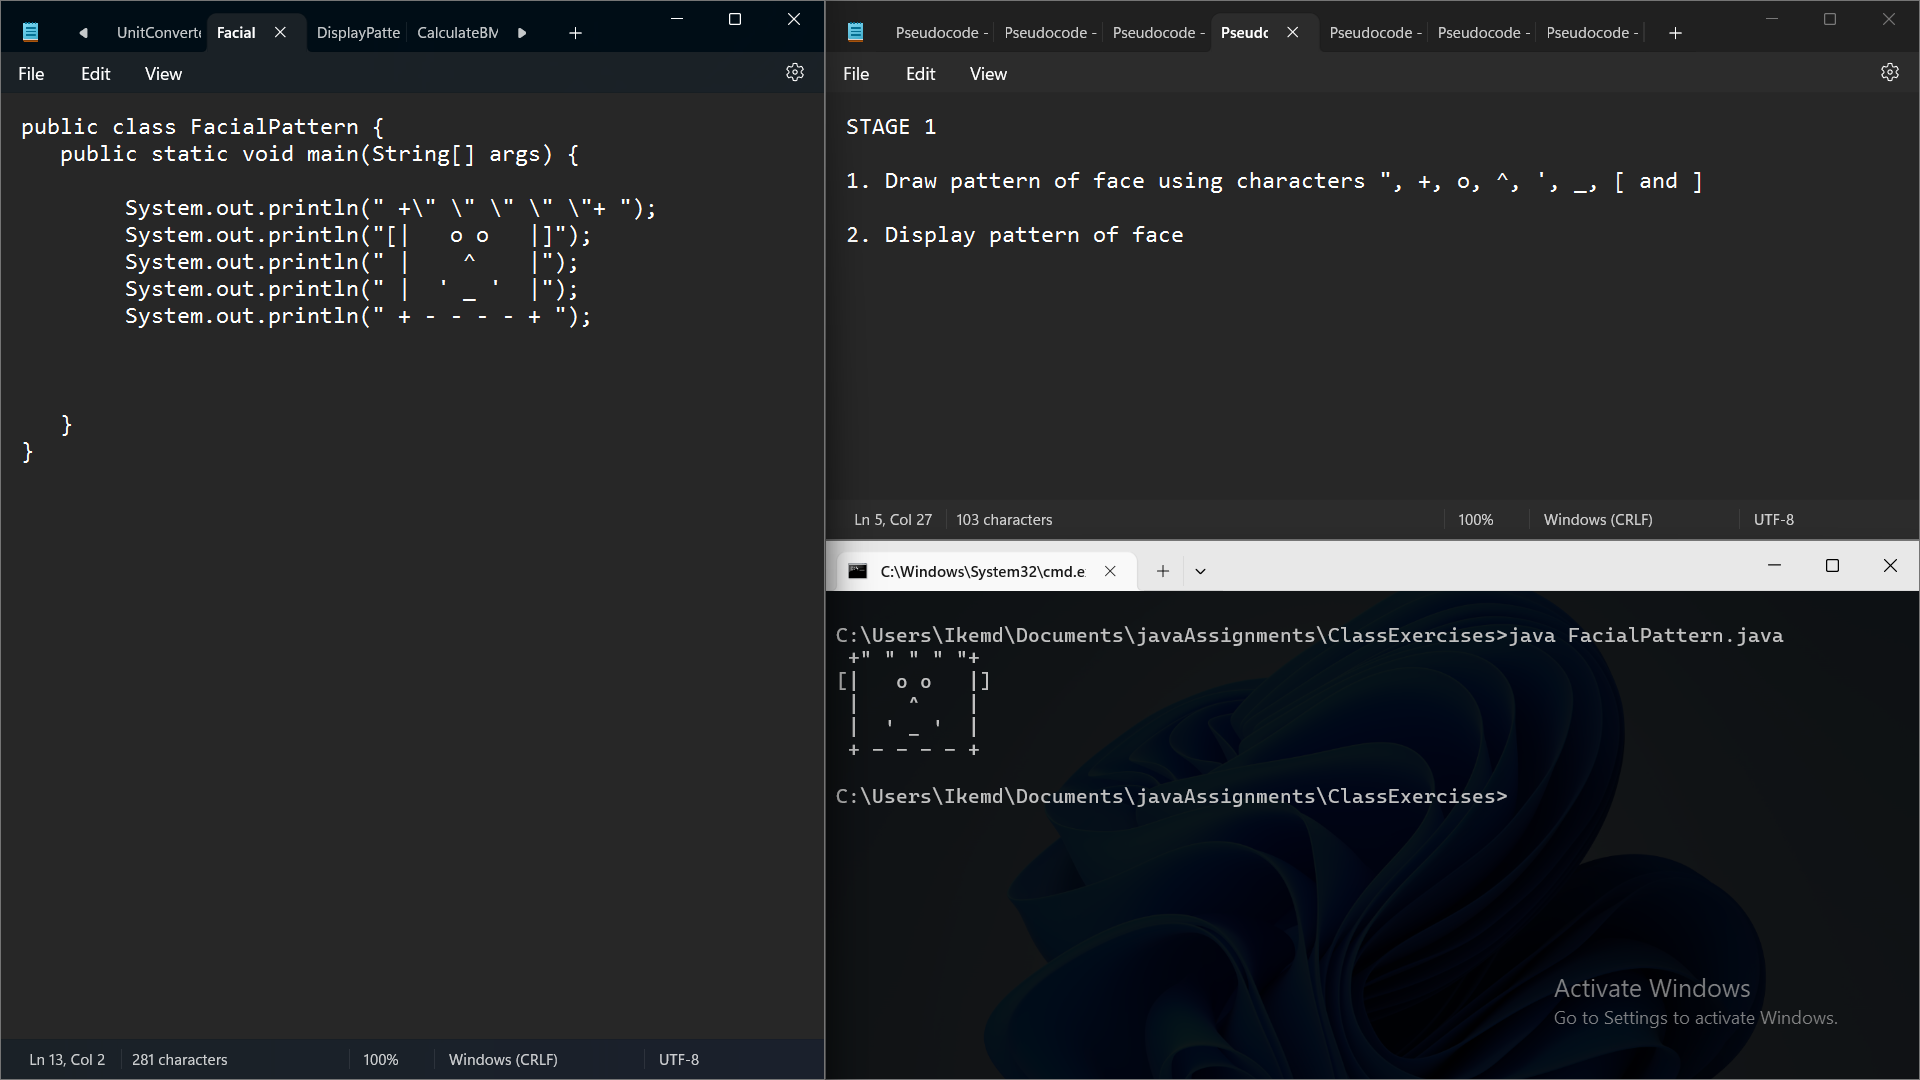 UnitConverte Facial DisplayPatte CalculateBM
File Edit View
public class FacialPattern {
   public static void main(String[] args) {
        System.out.println(" +\" \" \" \" \"+ ");
        System.out.println("[|   o o   |]");
        System.out.println(" |    ^    |");
        System.out.println(" |  ' _ '  |");
        System.out.println(" + - - - - + ");
   }
}
Ln 13, Col 2 281 characters 100% Windows (CRLF) UTF-8
Pseudocode - Pseudocode - Pseudocode - Pseudc Pseudocode - Pseudocode - Pseudocode -
File Edit View
STAGE 1
1. Draw pattern of face using characters ", +, o, ^, ', _, [ and ]
2. Display pattern of face
Ln 5, Col 27 103 characters 100% Windows (CRLF) UTF-8
C:\Windows\System32\cmd.e
C:\Users\Ikemd\Documents\javaAssignments\ClassExercises>java FacialPattern.java
 +" " " " "+
[|   o o   |]
 |    ^    |
 |  ' _ '  |
 + - - - - +
C:\Users\Ikemd\Documents\javaAssignments\ClassExercises>
Activate Windows
Go to Settings to activate Windows.